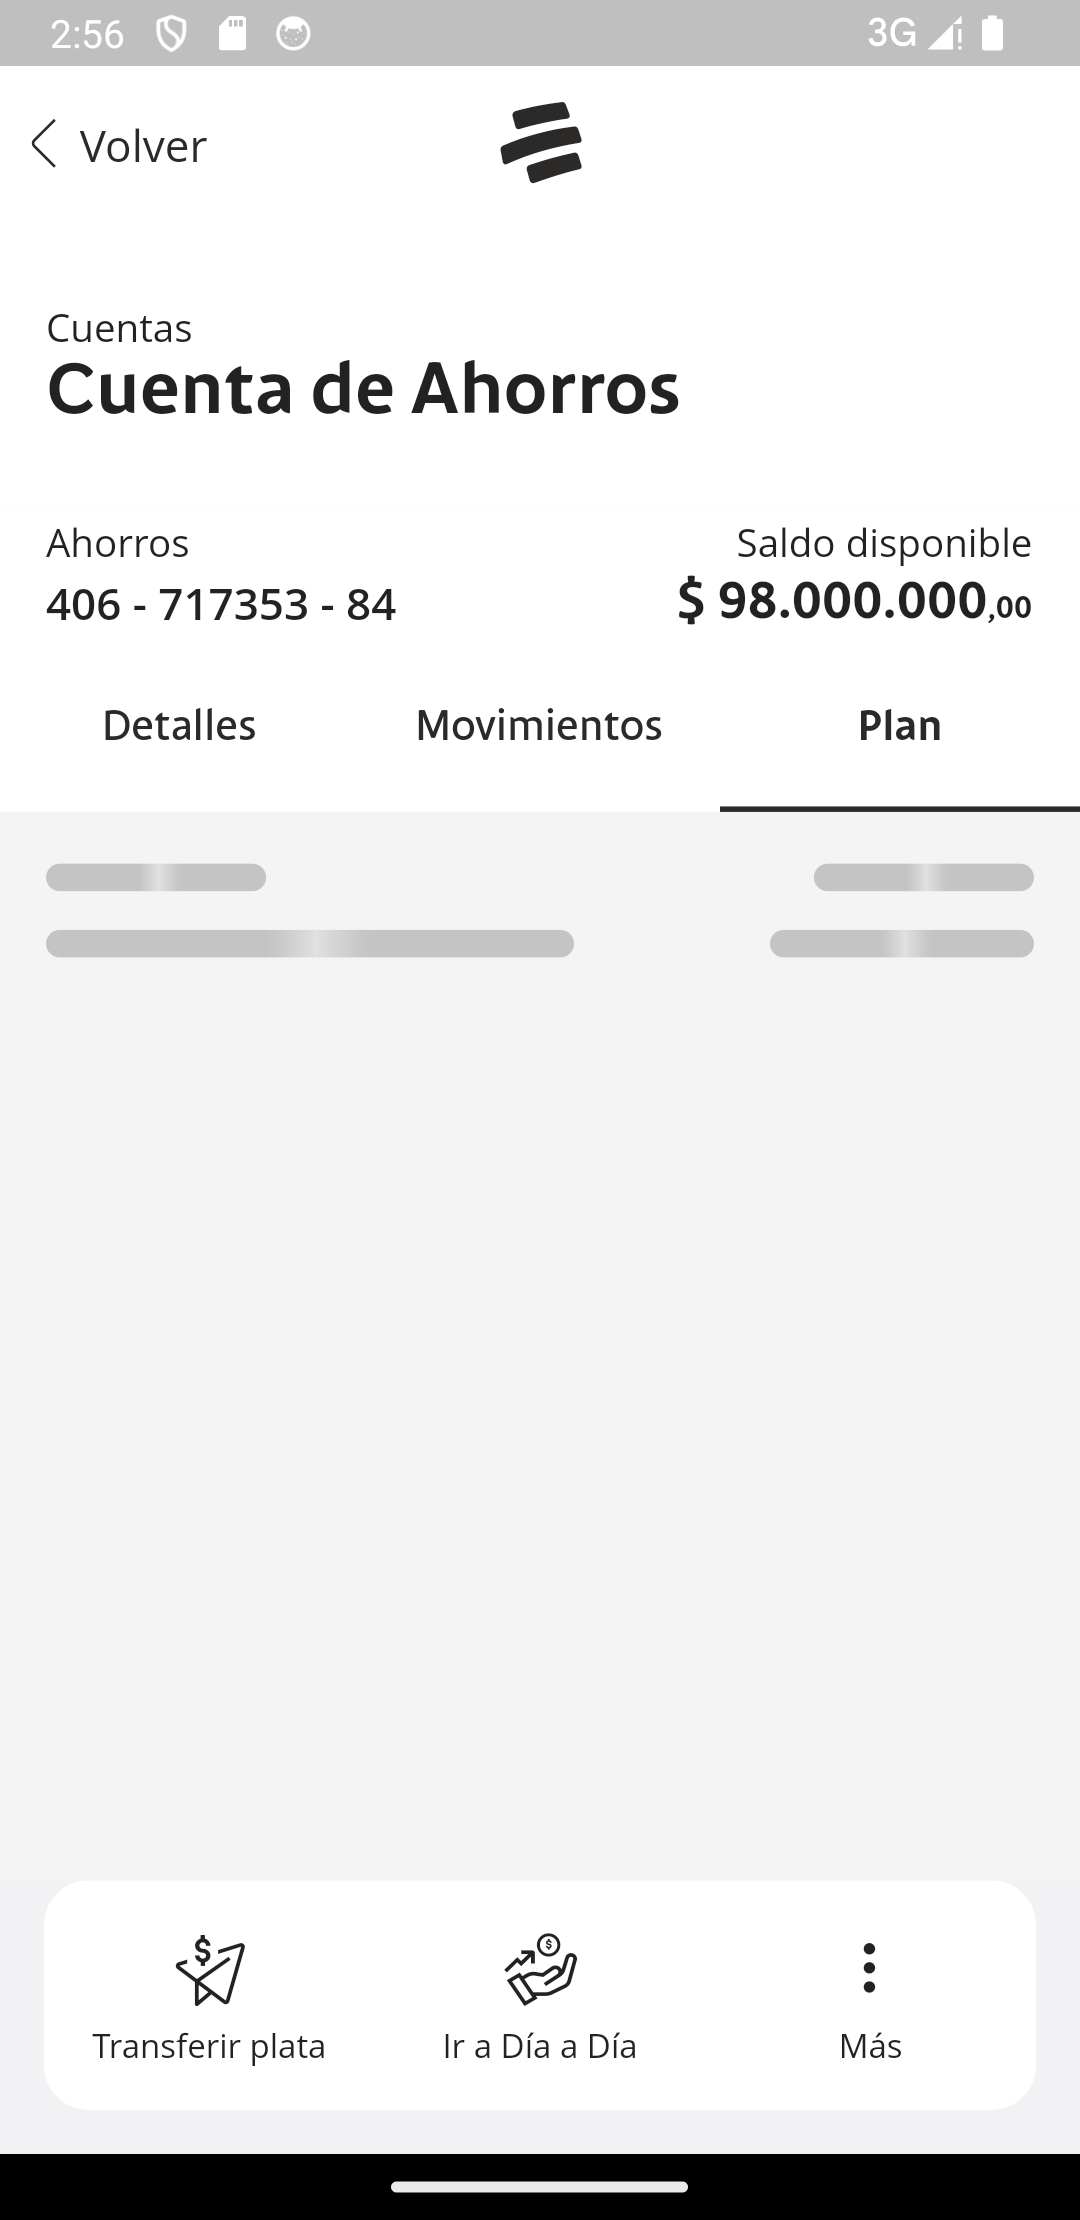 2:56
3G
Volver
Cuentas
Cuenta de Ahorros
Ahorros
Saldo disponible
406 - 717353 - 84
$ 98.000.000,00
Detalles
Movimientos
Plan
Transferir plata
Ir a Día a Día
Más